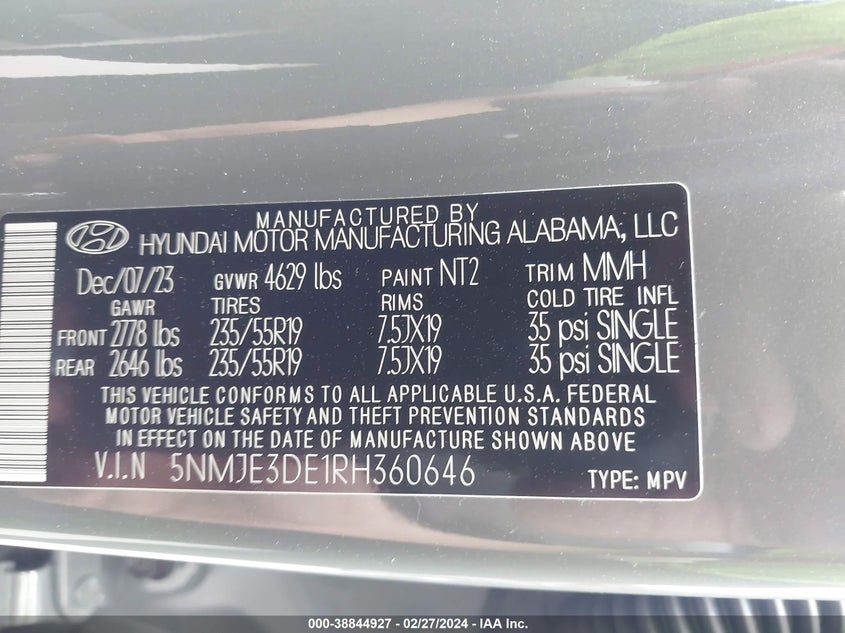 MANUFACTURED BY
HYUNDAI MOTOR MANUFACTURING ALABAMA, LLC
Dec/07/23 GVWR 4629 lbs PAINT NT2 TRIM MMH
GAWR TIRES RIMS COLD TIRE INFL
FRONT 2778 lbs 235/55R19 7.5JX19 35 psi SINGLE
REAR 2646 lbs 235/55R19 7.5JX19 35 psi SINGLE
THIS VEHICLE CONFORMS TO ALL APPLICABLE U.S.A. FEDERAL
MOTOR VEHICLE SAFETY AND THEFT PREVENTION STANDARDS
IN EFFECT ON THE DATE OF MANUFACTURE SHOWN ABOVE
V.I.N 5NMJE3DE1RH360646 TYPE: MPV
000-38844927 - 02/27/2024 - IAA Inc.